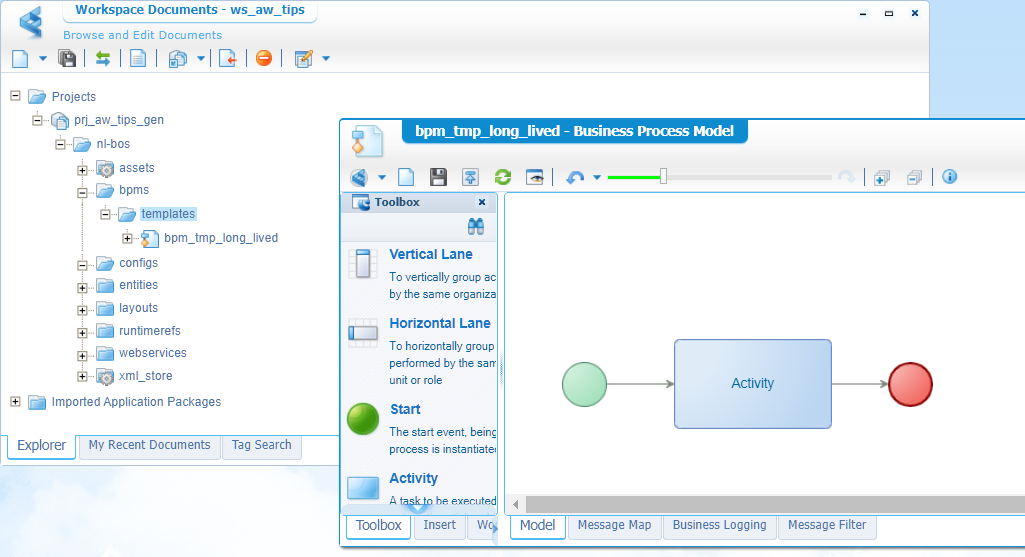 Workspace Documents - ws_aw_tips
Browse and Edit Documents
Projects
prj_aw_tips_gen
nl-bos
assets
bpms
templates
bpm_tmp_long_lived
configs
entities
layouts
runtimerefs
webservices
xml_store
Imported Application Packages
Explorer
My Recent Documents
Tag Search
bpm_tmp_long_lived - Business Process Model
Toolbox
Vertical Lane
To vertically group ac
by the same organiza
Horizontal Lane
To horizontally group
performed by the sam
unit or role
Start
The start event, being
process is instantiated
Activity
A task to be executed
Toolbox
Insert
Wo
Activity
Model
Message Map
Business Logging
Message Filter